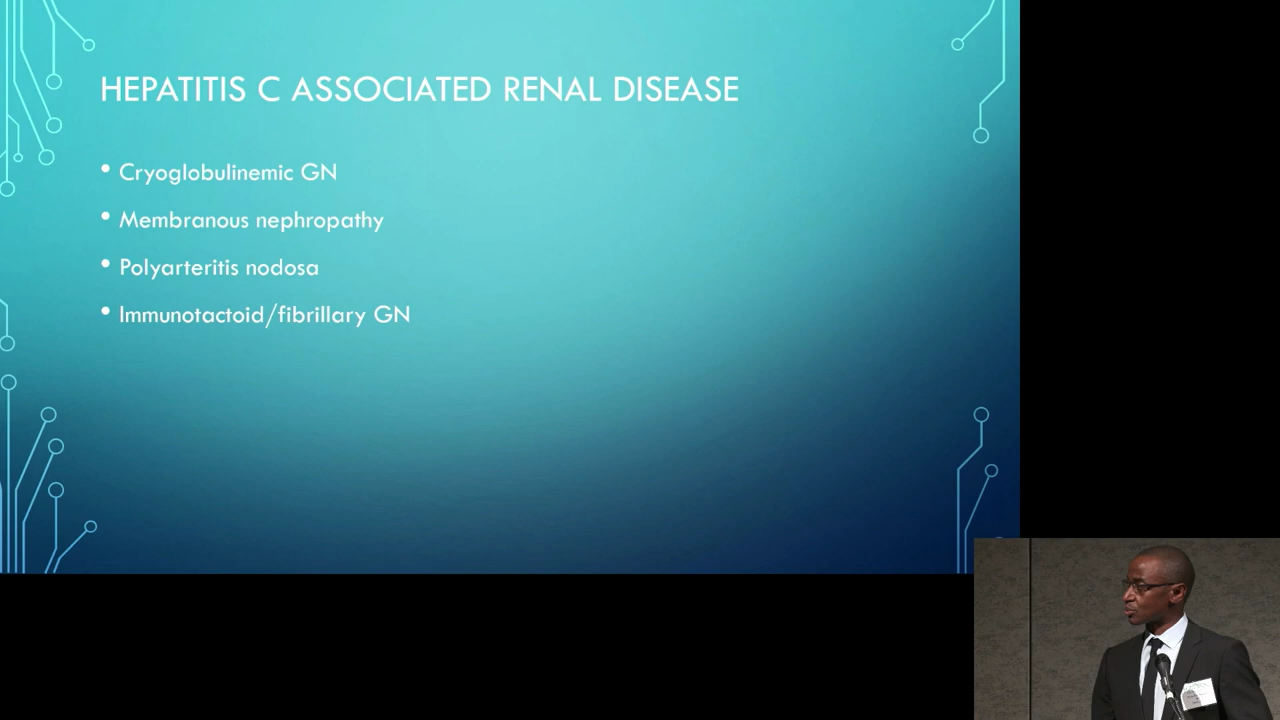 HEPATITIS C ASSOCIATED RENAL DISEASE
• Cryoglobulinemic GN
• Membranous nephropathy
• Polyarteritis nodosa
• Immunotactoid/fibrillary GN